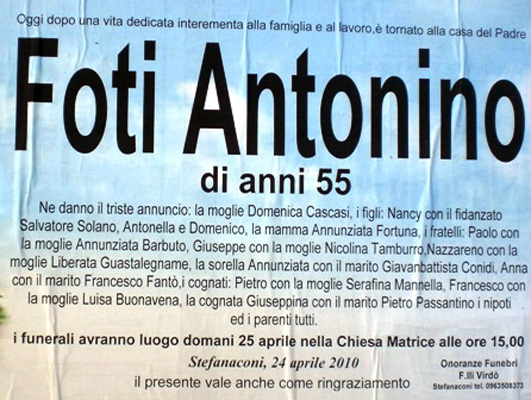 Oggi dopo una vita dedicata interementa alla famiglia e al lavoro,è tornato alla casa del Padre
Foti Antonino
di anni 55
Ne danno il triste annuncio: la moglie Domenica Cascasi, i figli: Nancy con il fidanzato
Salvatore Solano, Antonella e Domenico, la mamma Annunziata Fortuna, i fratelli: Paolo con
la moglie Annunziata Barbuto, Giuseppe con la moglie Nicolina Tamburro,Nazzareno con la
moglie Liberata Guastalegname, la sorella Annunziata con il marito Giavanbattista Conidi, Anna
con il marito Francesco Fantò,i cognati: Pietro con la moglie Serafina Mannella, Francesco con
la moglie Luisa Buonavena, la cognata Giuseppina con il marito Pietro Passantino i nipoti
ed i parenti tutti.
i funerali avranno luogo domani 25 aprile nella Chiesa Matrice alle ore 15,00
Stefanaconi, 24 aprile 2010
il presente vale anche come ringraziamento
Onoranze Funebri
F.lli Virdò
Stefanaconi tel. 0963508373